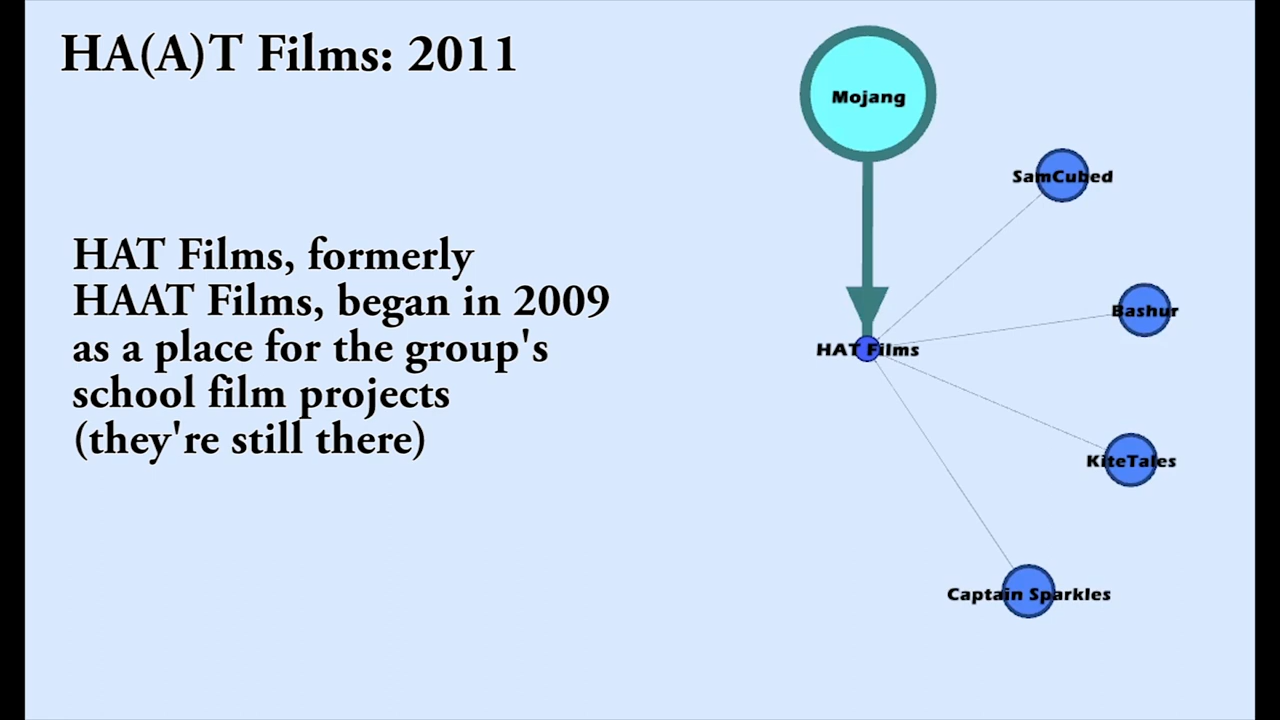 HA(A)T Films: 2011
HAT Films, formerly
HAAT Films, began in 2009
as a place for the group's
school film projects
(they're still there)
Mojang
SamCubed
Bashur
HAT Films
KiteTales
Captain Sparkles